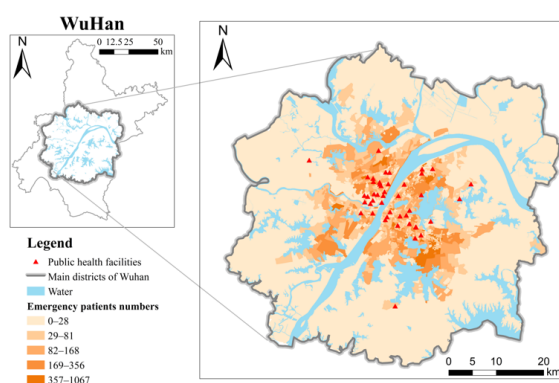 WuHan
0 12.5 25 50
km
N
N
Legend
Public health facilities
Main districts of Wuhan
Water
Emergency patients numbers
0–28
29–81
82–168
169–356
357–1067
0 5 10 20
km